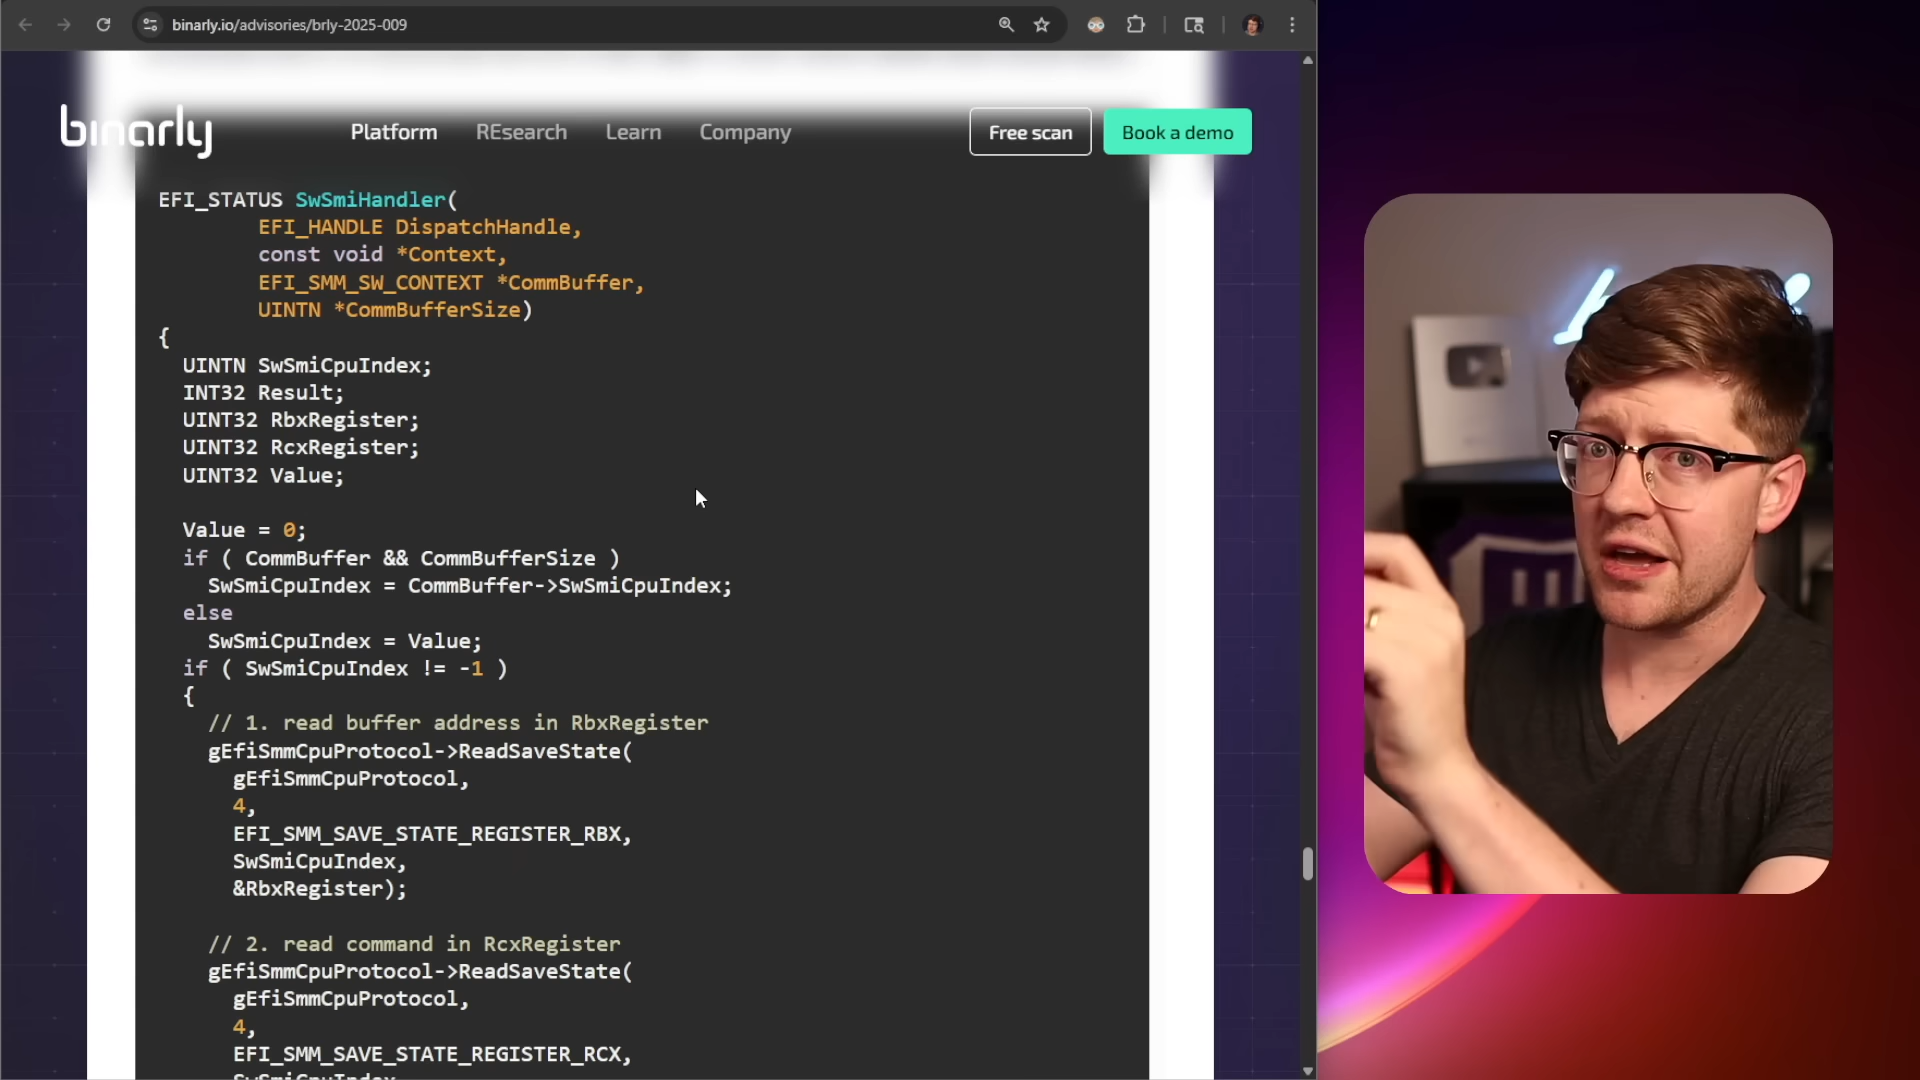 binarly.io/advisories/brly-2025-009
binarly
Platform
REsearch
Learn
Company
Free scan
Book a demo
EFI_STATUS SwSmiHandler(
EFI_HANDLE DispatchHandle,
const void *Context,
EFI_SMM_SW_CONTEXT *CommBuffer,
UINTN *CommBufferSize)
{
UINTN SwSmiCpuIndex;
INT32 Result;
UINT32 RbxRegister;
UINT32 RcxRegister;
UINT32 Value;
Value = 0;
if ( CommBuffer && CommBufferSize )
SwSmiCpuIndex = CommBuffer->SwSmiCpuIndex;
else
SwSmiCpuIndex = Value;
if ( SwSmiCpuIndex != -1 )
{
// 1. read buffer address in RbxRegister
gEfiSmmCpuProtocol->ReadSaveState(
gEfiSmmCpuProtocol,
4,
EFI_SMM_SAVE_STATE_REGISTER_RBX,
SwSmiCpuIndex,
&RbxRegister);
// 2. read command in RcxRegister
gEfiSmmCpuProtocol->ReadSaveState(
gEfiSmmCpuProtocol,
4,
EFI_SMM_SAVE_STATE_REGISTER_RCX,
SwSmiCpuIndex